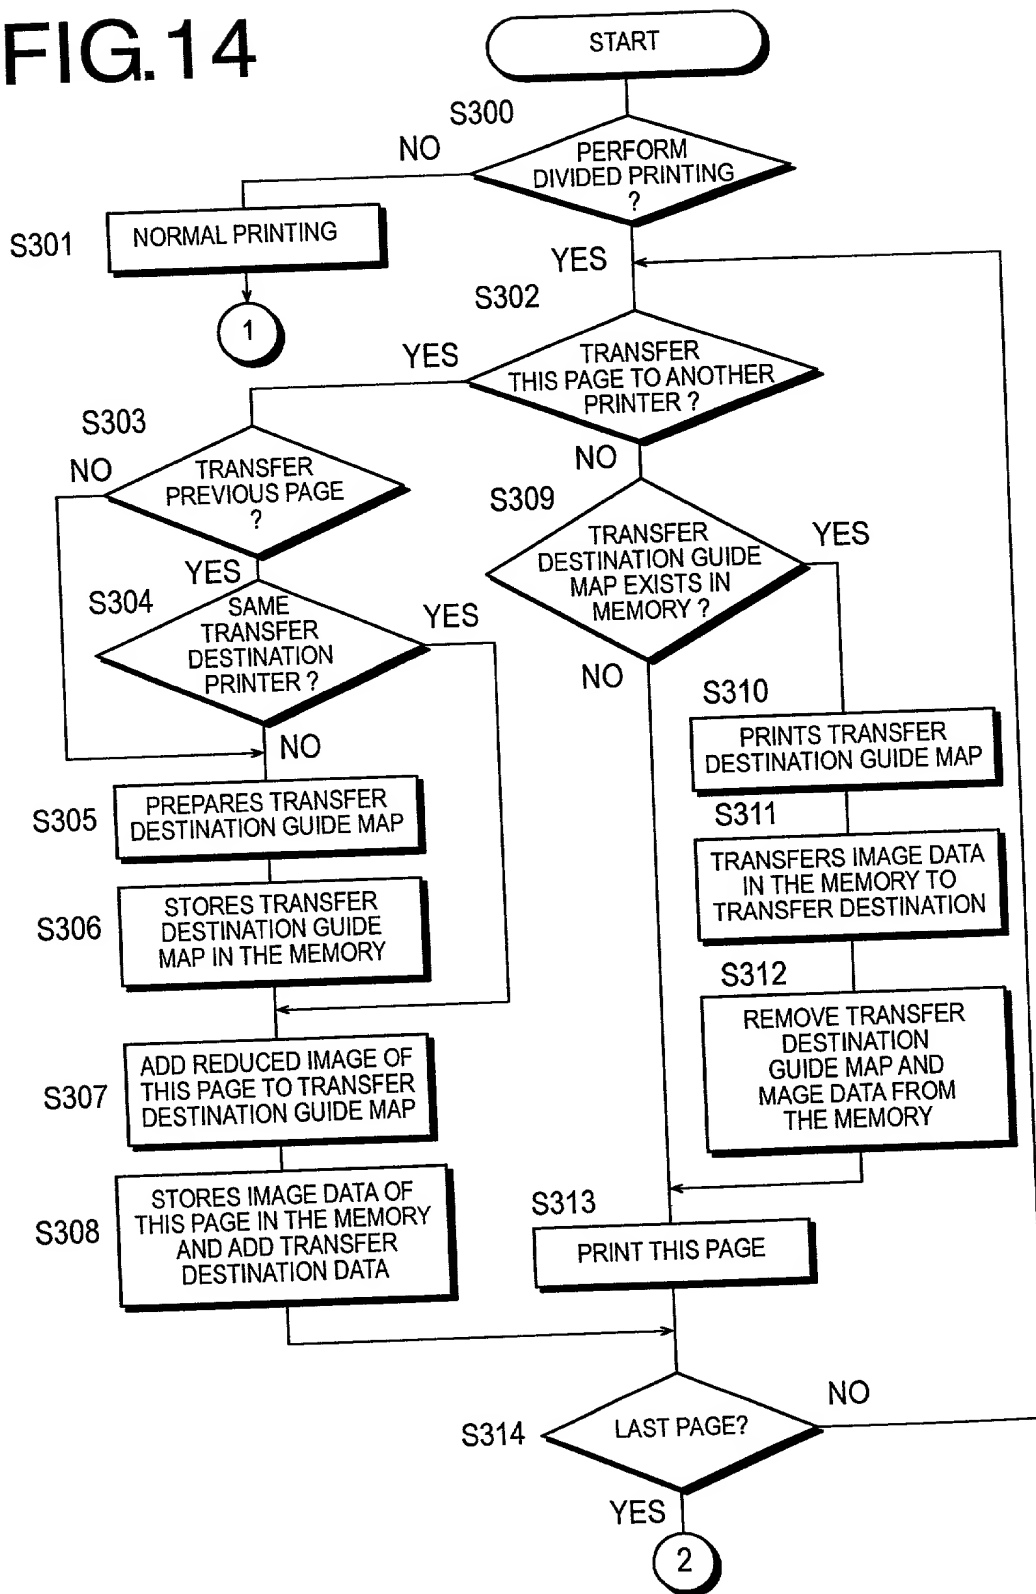 FIG.14
START
S300
NO
PERFORM
DIVIDED PRINTING
?
S301
NORMAL PRINTING
YES
1
S302
YES
TRANSFER
THIS PAGE TO ANOTHER
PRINTER ?
S303
NO
NO
TRANSFER
PREVIOUS PAGE
?
S309
TRANSFER
DESTINATION GUIDE
MAP EXISTS IN
MEMORY ?
YES
YES
S304
SAME
TRANSFER
DESTINATION
PRINTER ?
YES
NO
NO
S310
PRINTS TRANSFER
DESTINATION GUIDE MAP
S305
PREPARES TRANSFER
DESTINATION GUIDE MAP
S311
TRANSFERS IMAGE DATA
IN THE MEMORY TO
TRANSFER DESTINATION
S306
STORES TRANSFER
DESTINATION GUIDE
MAP IN THE MEMORY
S312
REMOVE TRANSFER
DESTINATION
GUIDE MAP AND
MAGE DATA FROM
THE MEMORY
S307
ADD REDUCED IMAGE OF
THIS PAGE TO TRANSFER
DESTINATION GUIDE MAP
S308
STORES IMAGE DATA OF
THIS PAGE IN THE MEMORY
AND ADD TRANSFER
DESTINATION DATA
S313
PRINT THIS PAGE
S314
LAST PAGE?
NO
YES
2